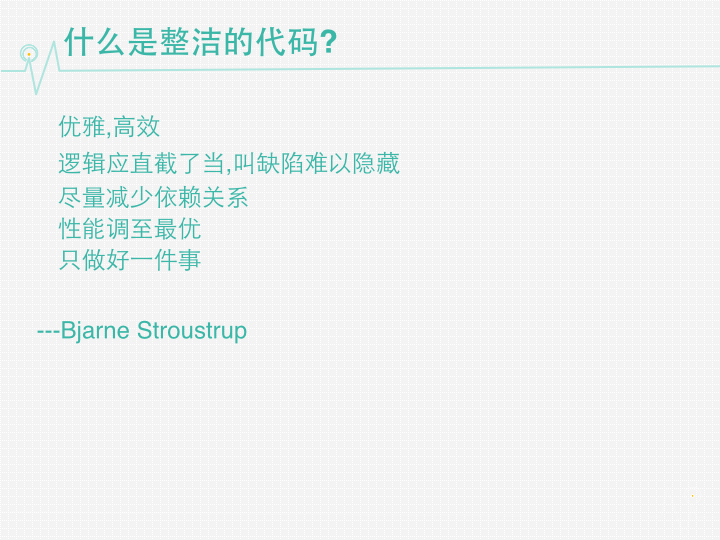 什么是整洁的代码?
优雅,高效
逻辑应直截了当,叫缺陷难以隐藏
尽量减少依赖关系
性能调至最优
只做好一件事
---Bjarne Stroustrup